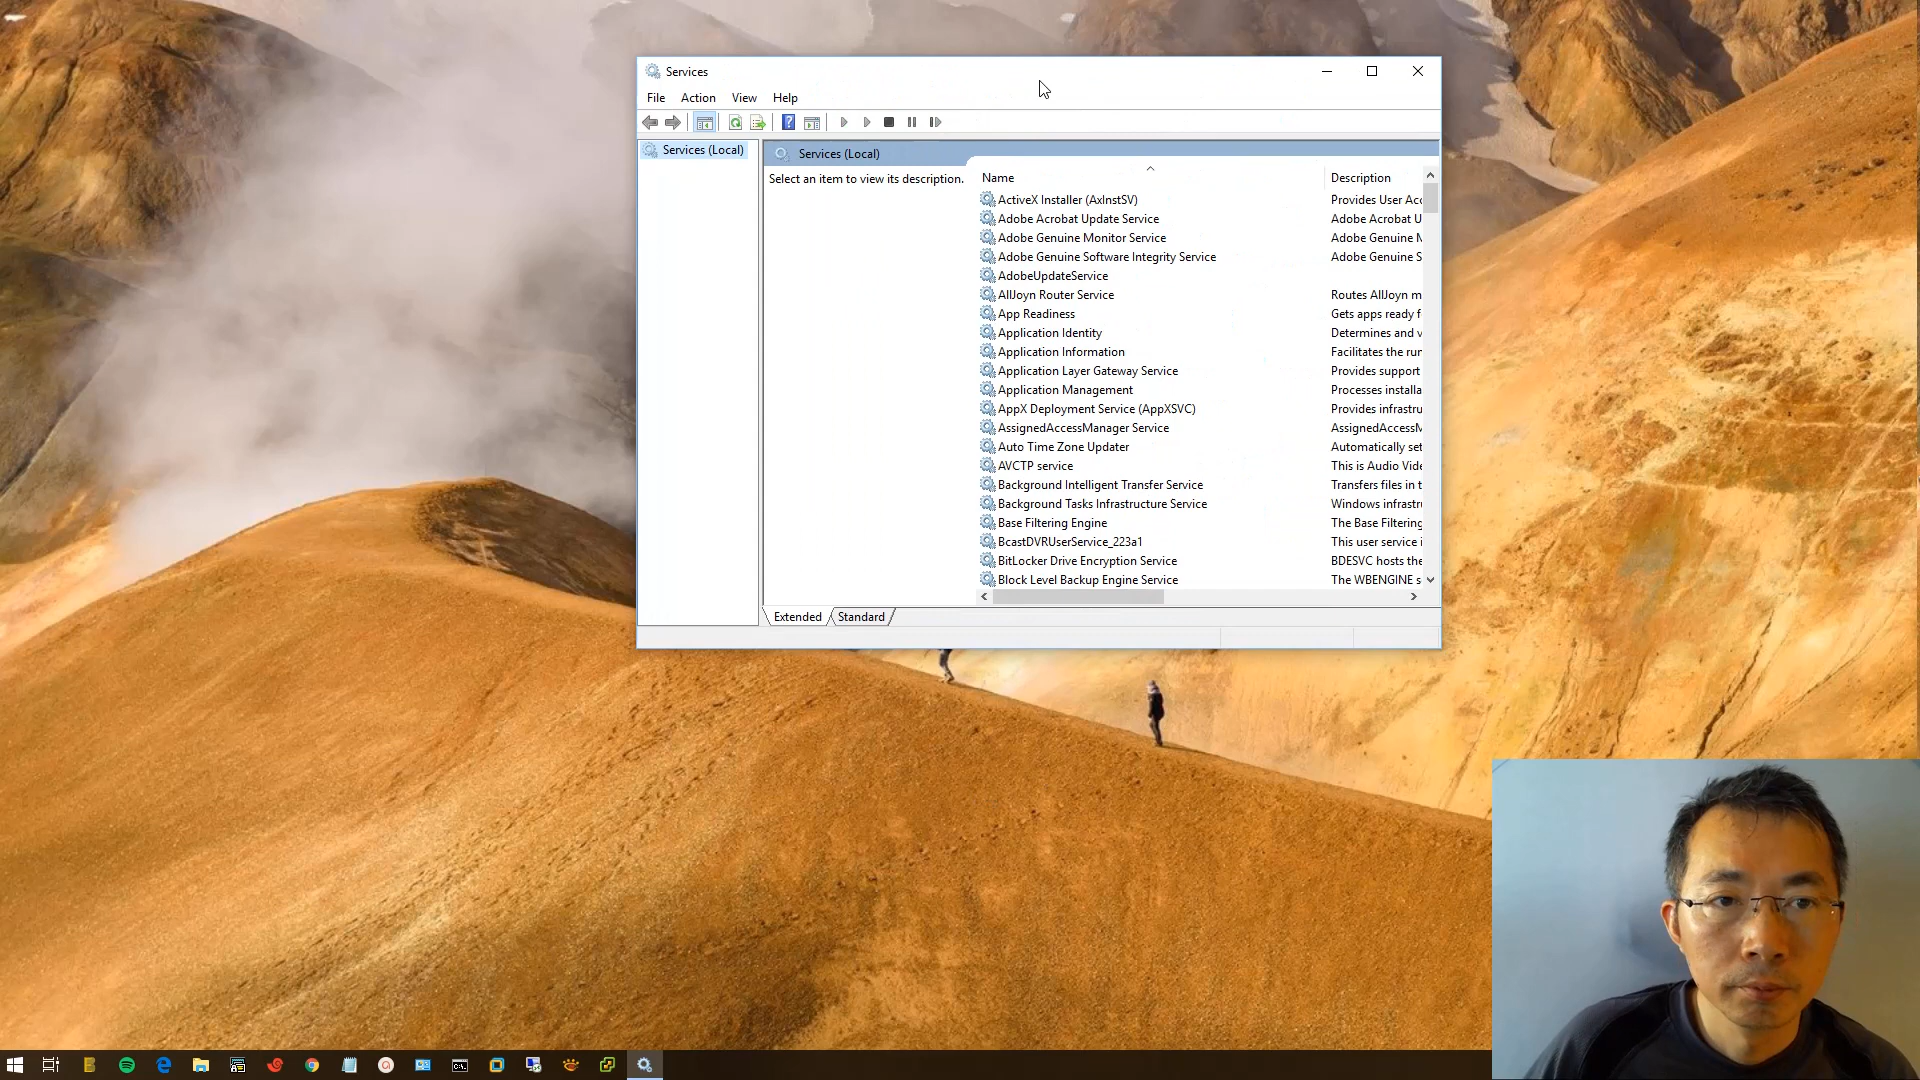 Services
File Action View Help
Services (Local)
Services (Local)
Select an item to view its description.
Name Description
ActiveX Installer (AxInstSV) Provides User Acc
Adobe Acrobat Update Service Adobe Acrobat U
Adobe Genuine Monitor Service Adobe Genuine M
Adobe Genuine Software Integrity Service Adobe Genuine S
AdobeUpdateService
AllJoyn Router Service Routes AllJoyn m
App Readiness Gets apps ready f
Application Identity Determines and v
Application Information Facilitates the run
Application Layer Gateway Service Provides support
Application Management Processes installa
AppX Deployment Service (AppXSVC) Provides infrastru
AssignedAccessManager Service AssignedAccessM
Auto Time Zone Updater Automatically set
AVCTP service This is Audio Vide
Background Intelligent Transfer Service Transfers files in t
Background Tasks Infrastructure Service Windows infrastru
Base Filtering Engine The Base Filtering
BcastDVRUserService_223a1 This user service i
BitLocker Drive Encryption Service BDESVC hosts the
Block Level Backup Engine Service The WBENGINE s
Extended Standard